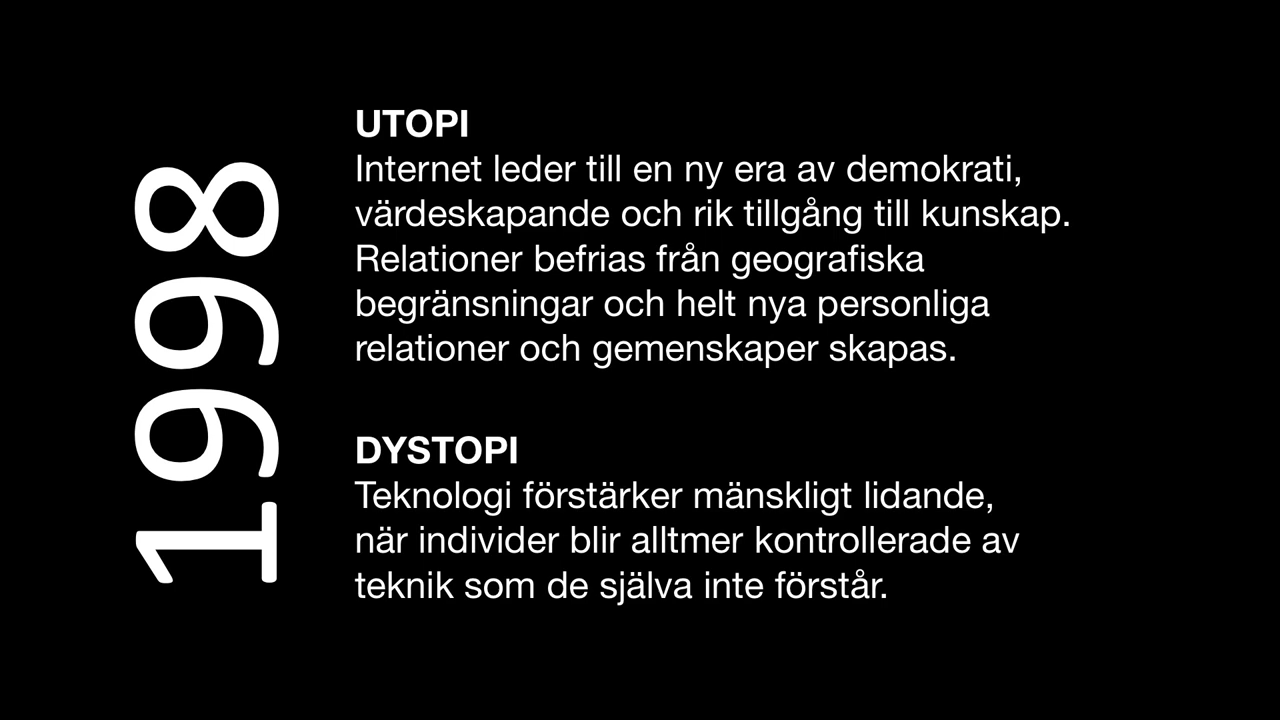 1998
UTOPI
Internet leder till en ny era av demokrati,
värdeskapande och rik tillgång till kunskap.
Relationer befrias från geografiska
begränsningar och helt nya personliga
relationer och gemenskaper skapas.
DYSTOPI
Teknologi förstärker mänskligt lidande,
när individer blir alltmer kontrollerade av
teknik som de själva inte förstår.